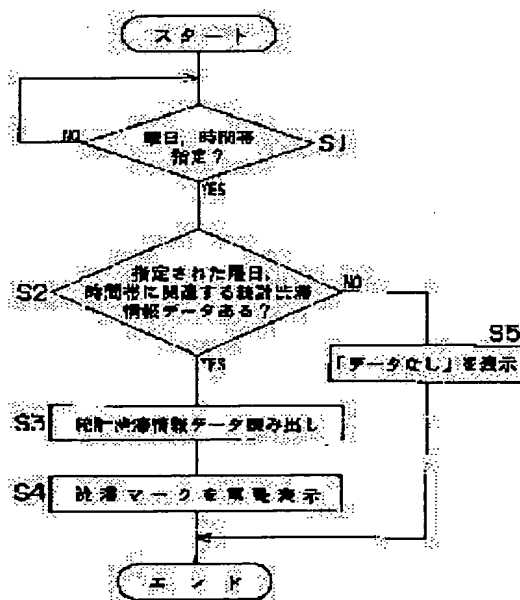 スタート
NO
曜日,時間帯
指定?
S1
YES
指定された曜日,
S2
時間帯に関連する統計渋滞
情報データある?
NO
YES
S5
「データなし」を表示
S3
統計渋滞情報データ読み出し
S4
渋滞マークを
表示
エンド